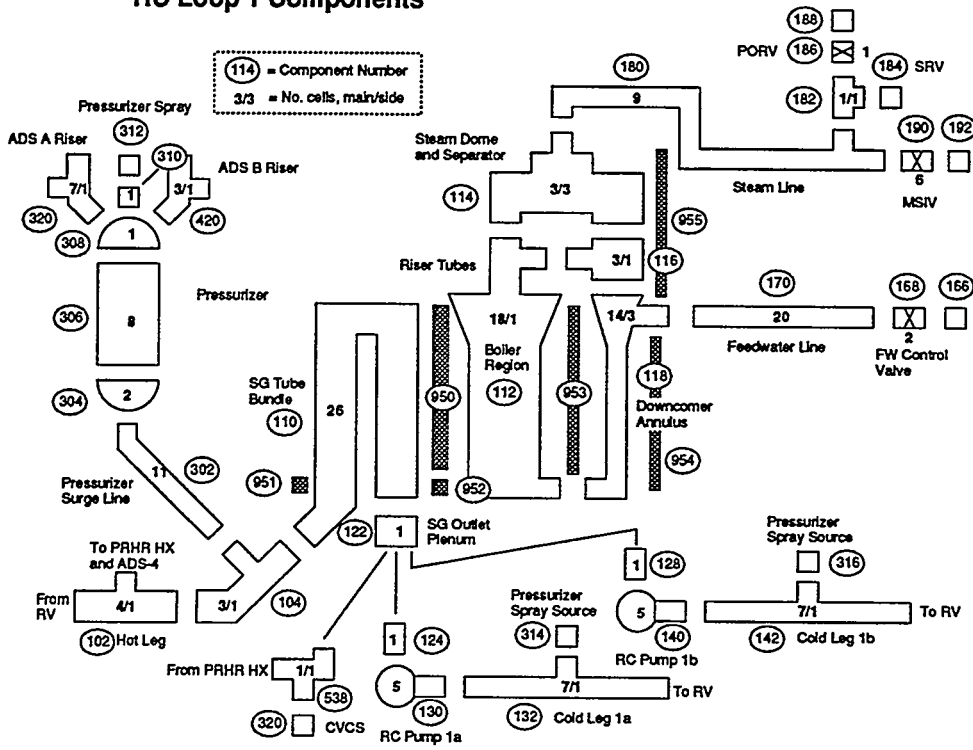 RC Loop 1 Components
114 = Component Number
3/3 = No. cells, main/side
188
PORV 186 1
184 SRV
180
9
182 1/1
190 192
6
MSIV
Steam Line
Pressurizer Spray
312
310
ADS A Riser
ADS B Riser
7/1
1
3/1
320
420
308
1
Steam Dome
and Separator
114
3/3
955
Riser Tubes
3/1
116
306
8
Pressurizer
170
20
Feedwater Line
168 166
2
FW Control
Valve
304
2
SG Tube
Bundle
110
26
950
18/1
Boiler
Region
112
953
14/3
118
Downcomer
Annulus
954
11
302
Pressurizer
Surge Line
951
952
122
1
SG Outlet
Plenum
To PRHR HX
and ADS-4
From
RV
4/1
102 Hot Leg
3/1
104
1
128
Pressurizer
Spray Source
316
5
140
RC Pump 1b
7/1
To RV
142
Cold Leg 1b
1
124
Pressurizer
Spray Source
314
From PRHR HX
1/1
538
320
CVCS
5
130
RC Pump 1a
7/1
To RV
132
Cold Leg 1a